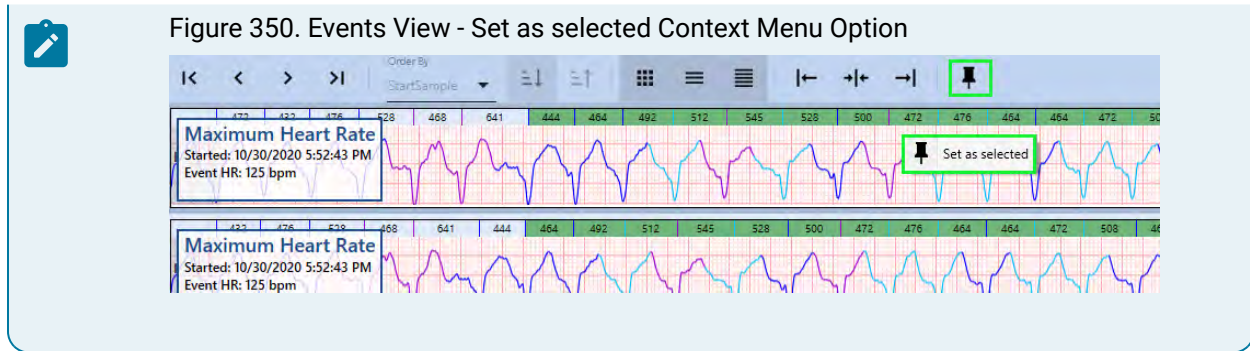 Figure 350. Events View - Set as selected Context Menu Option
Order By
StartSample
472 432 476 528 468 641 444 464 492 512 545 528 500 472 476 464 464 472 50
Maximum Heart Rate
Started: 10/30/2020 5:52:43 PM
Event HR: 125 bpm
Set as selected
432 476 528 468 641 444 464 492 512 545 528 500 472 476 464 464 472 508 46
Maximum Heart Rate
Started: 10/30/2020 5:52:43 PM
Event HR: 125 bpm